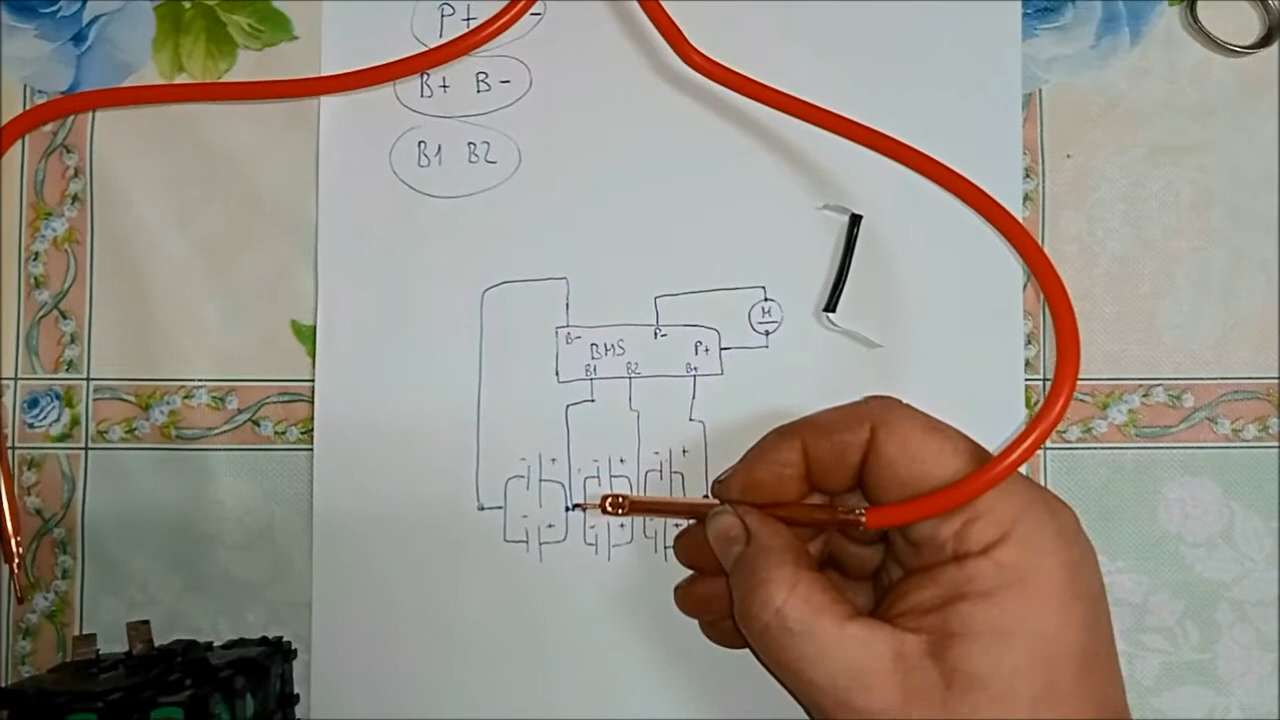 P+ -
B+ B-
B1 B2
B- P- M
BMS P+
B1 B2 B+
- + - + - +
- + - +